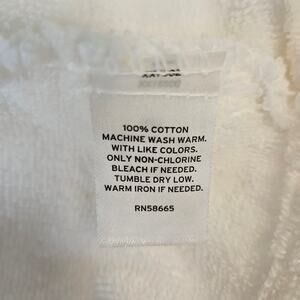 100% COTTON
MACHINE WASH WARM.
WITH LIKE COLORS.
ONLY NON-CHLORINE
BLEACH IF NEEDED.
TUMBLE DRY LOW.
WARM IRON IF NEEDED.
RN58665